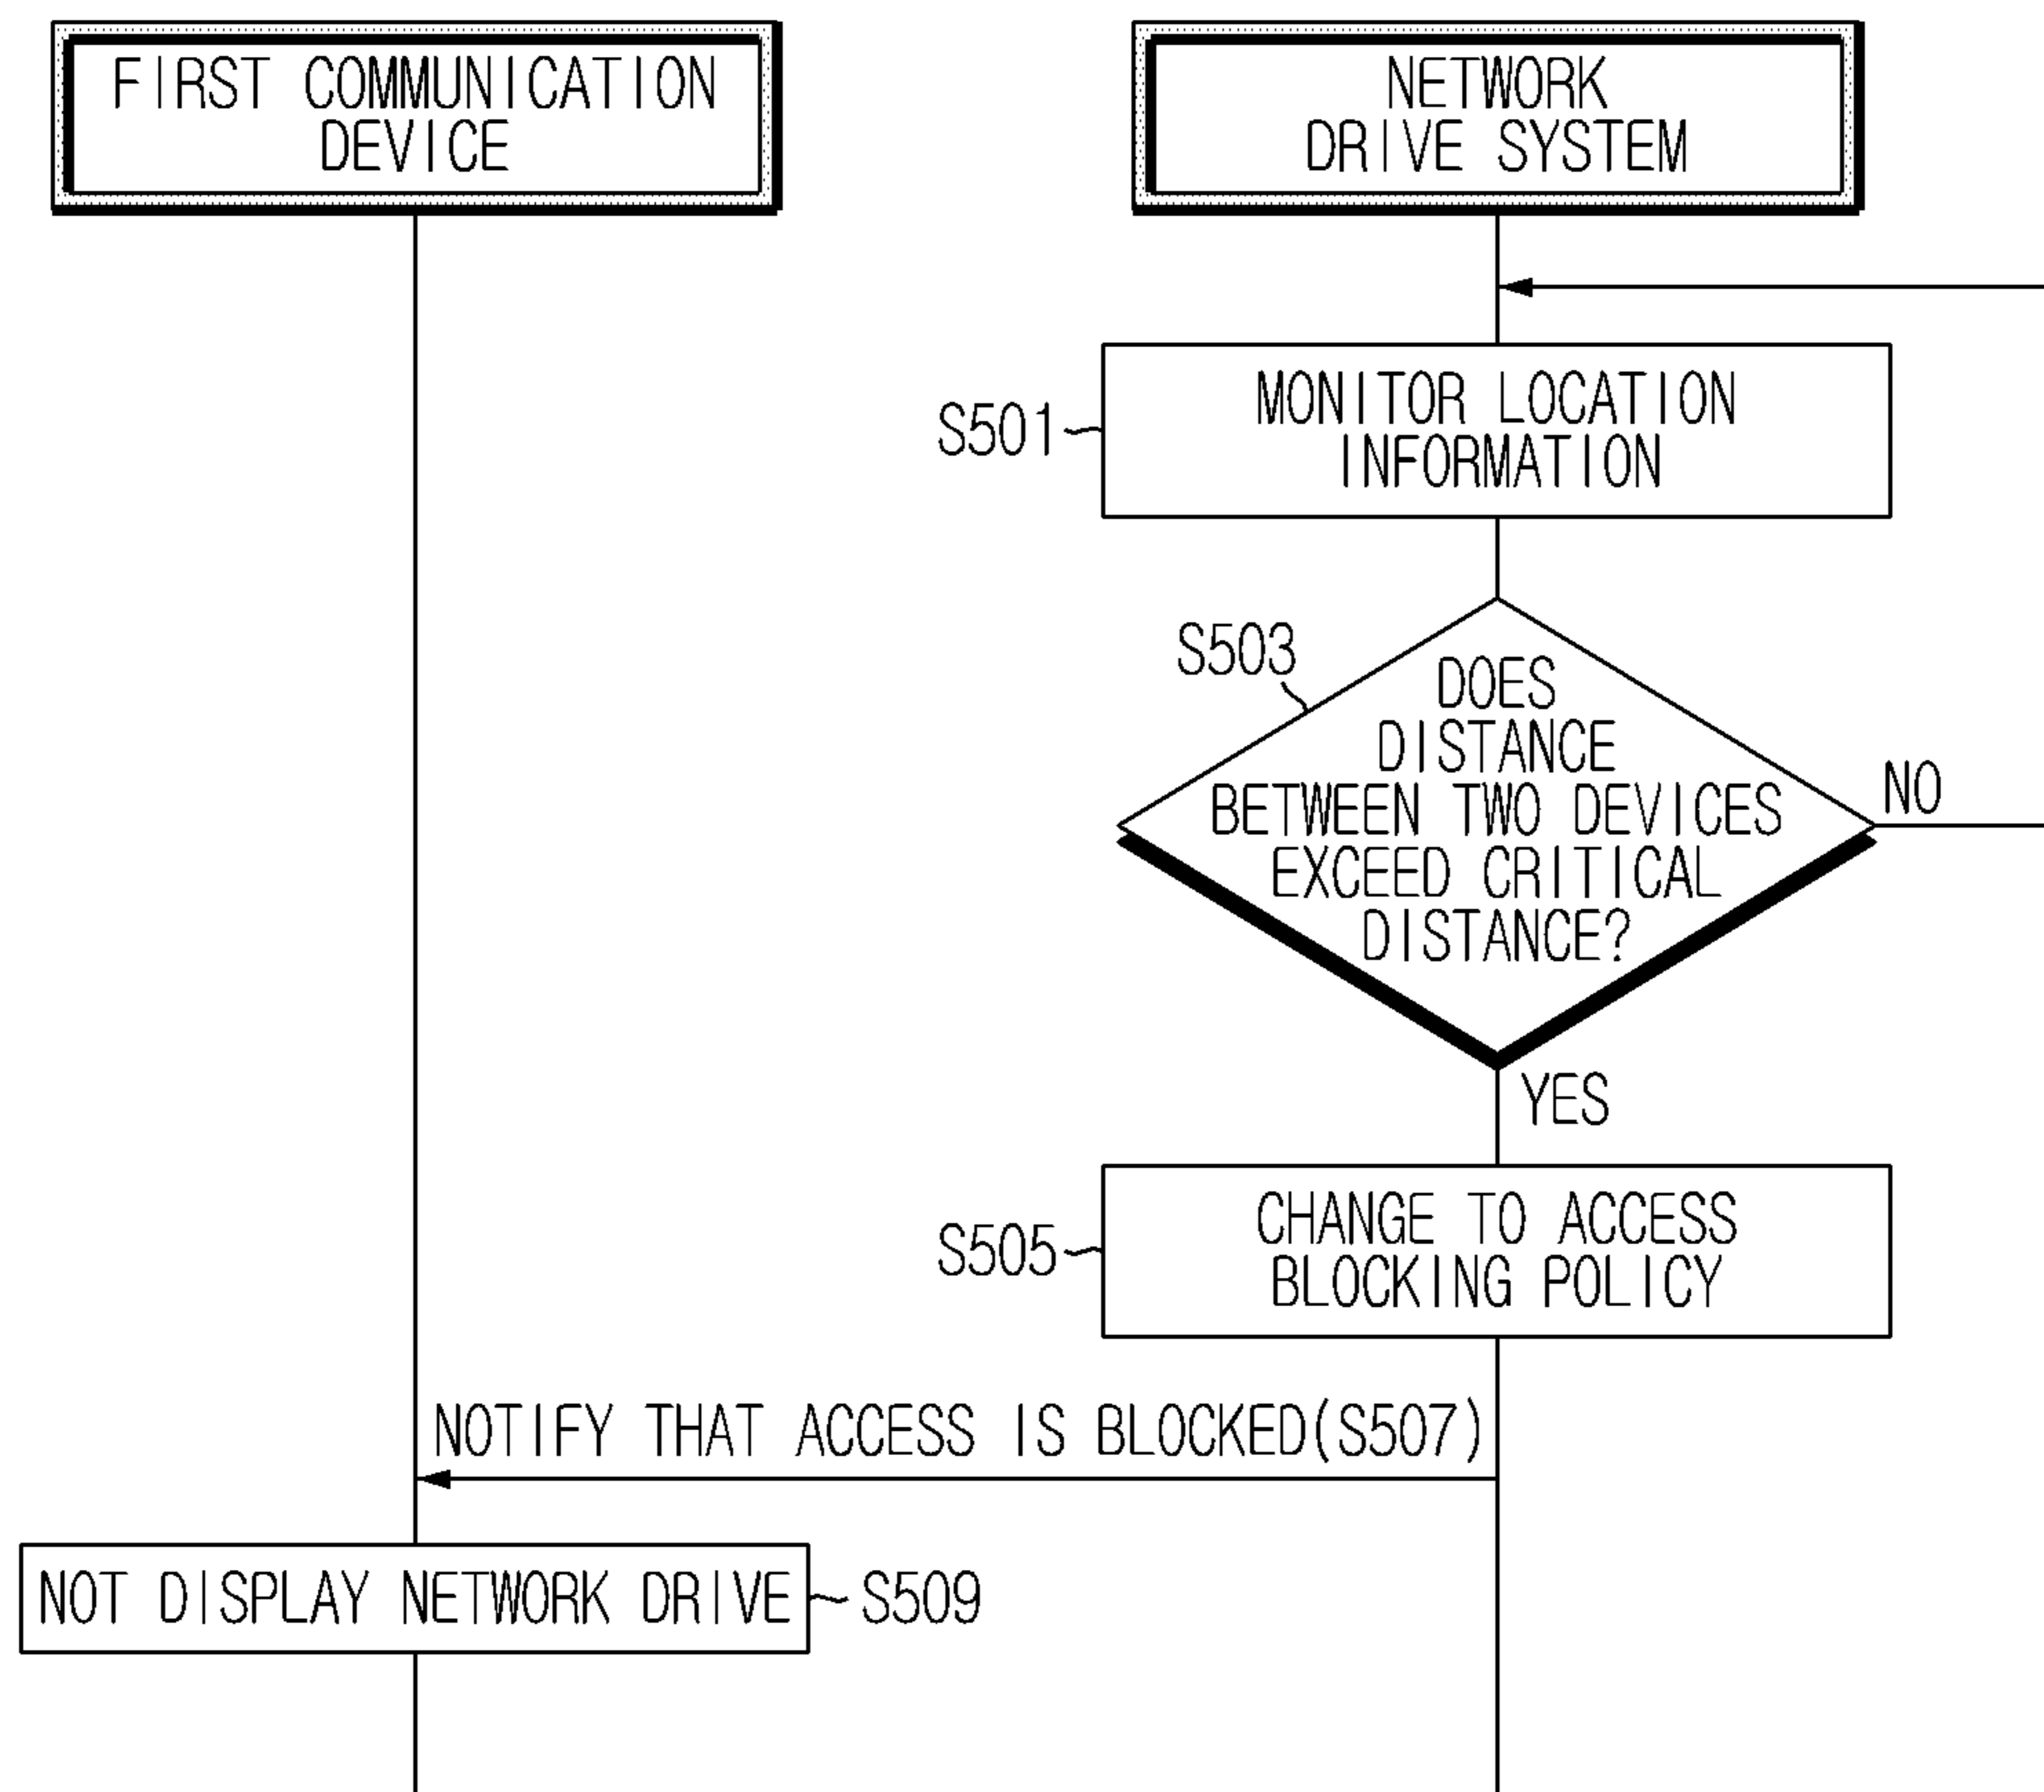 FIRST COMMUNICATION
DEVICE
NETWORK
DRIVE SYSTEM
S501
MONITOR LOCATION
INFORMATION
S503
DOES
DISTANCE
BETWEEN TWO DEVICES
EXCEED CRITICAL
DISTANCE?
NO
YES
S505
CHANGE TO ACCESS
BLOCKING POLICY
NOTIFY THAT ACCESS IS BLOCKED(S507)
NOT DISPLAY NETWORK DRIVE
S509